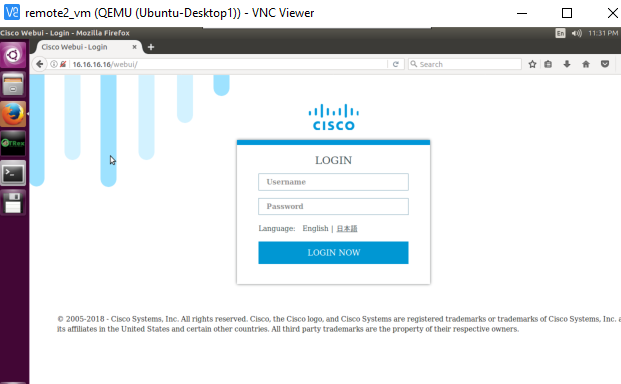 remote2_vm (QEMU (Ubuntu-Desktop1)) - VNC Viewer
Cisco Webui - Login - Mozilla Firefox
En
11:31 PM
Cisco Webui - Login
16.16.16.16/webui/
Search
CISCO
LOGIN
Username
Password
Language: English | 日本語
LOGIN NOW
© 2005-2018 - Cisco Systems, Inc. All rights reserved. Cisco, the Cisco logo, and Cisco Systems are registered trademarks or trademarks of Cisco Systems, Inc. a
its affiliates in the United States and certain other countries. All third party trademarks are the property of their respective owners.